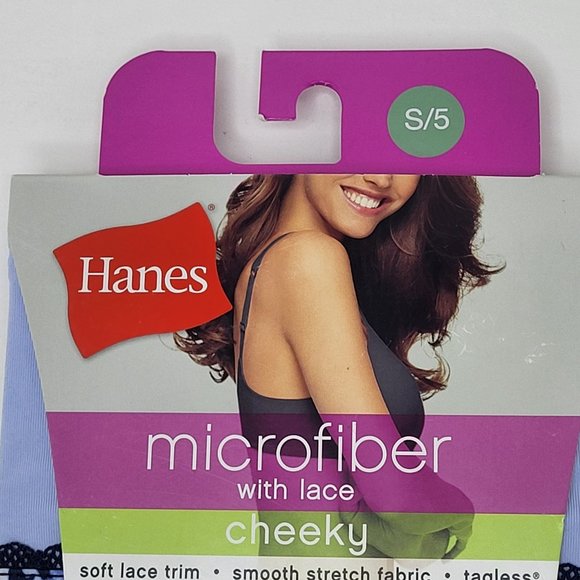 S/5
Hanes®
microfiber
with lace
cheeky
soft lace trim • smooth stretch fabric • tagless®